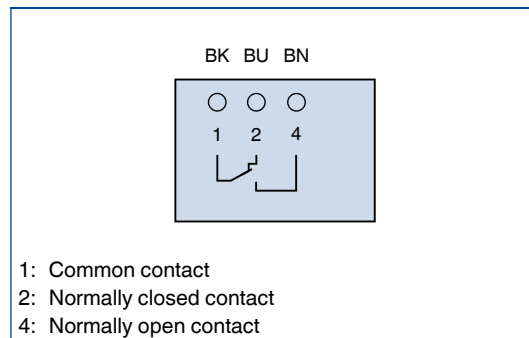 BK BU BN
1 2 4
1: Common contact
2: Normally closed contact
4: Normally open contact